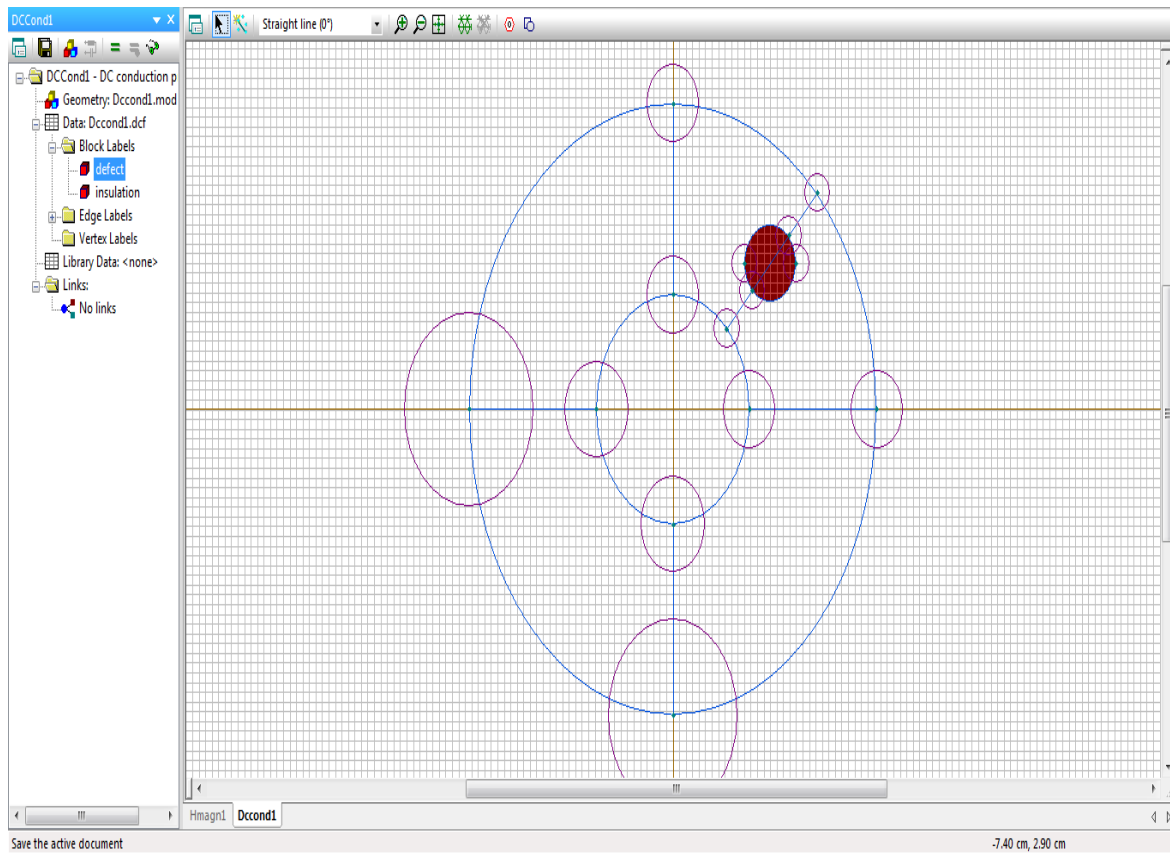 DCCond1
Straight line (0°)
DCCond1 - DC conduction p
Geometry: Dccond1.mod
Data: Dccond1.dcf
Block Labels
defect
insulation
Edge Labels
Vertex Labels
Library Data: <none>
Links:
No links
Hmagn1 Dccond1
Save the active document
-7.40 cm, 2.90 cm